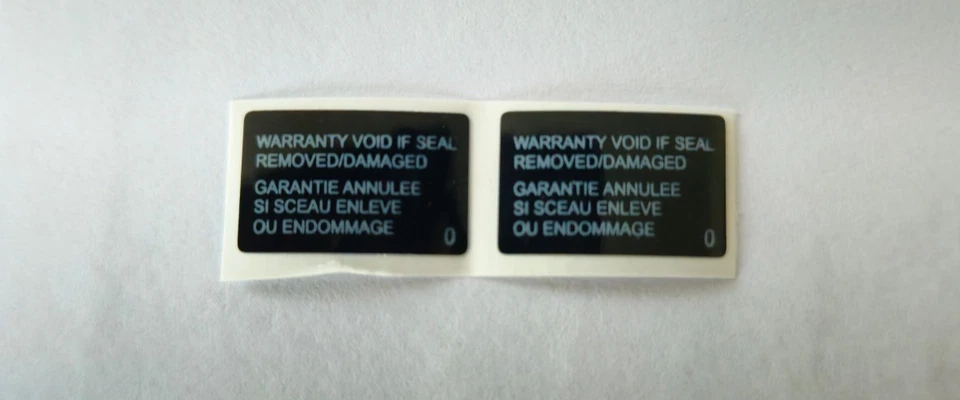 WARRANTY VOID IF SEAL
REMOVED/DAMAGED
GARANTIE ANNULEE
SI SCEAU ENLEVE
OU ENDOMMAGE
0
WARRANTY VOID IF SEAL
REMOVED/DAMAGED
GARANTIE ANNULEE
SI SCEAU ENLEVE
OU ENDOMMAGE
0